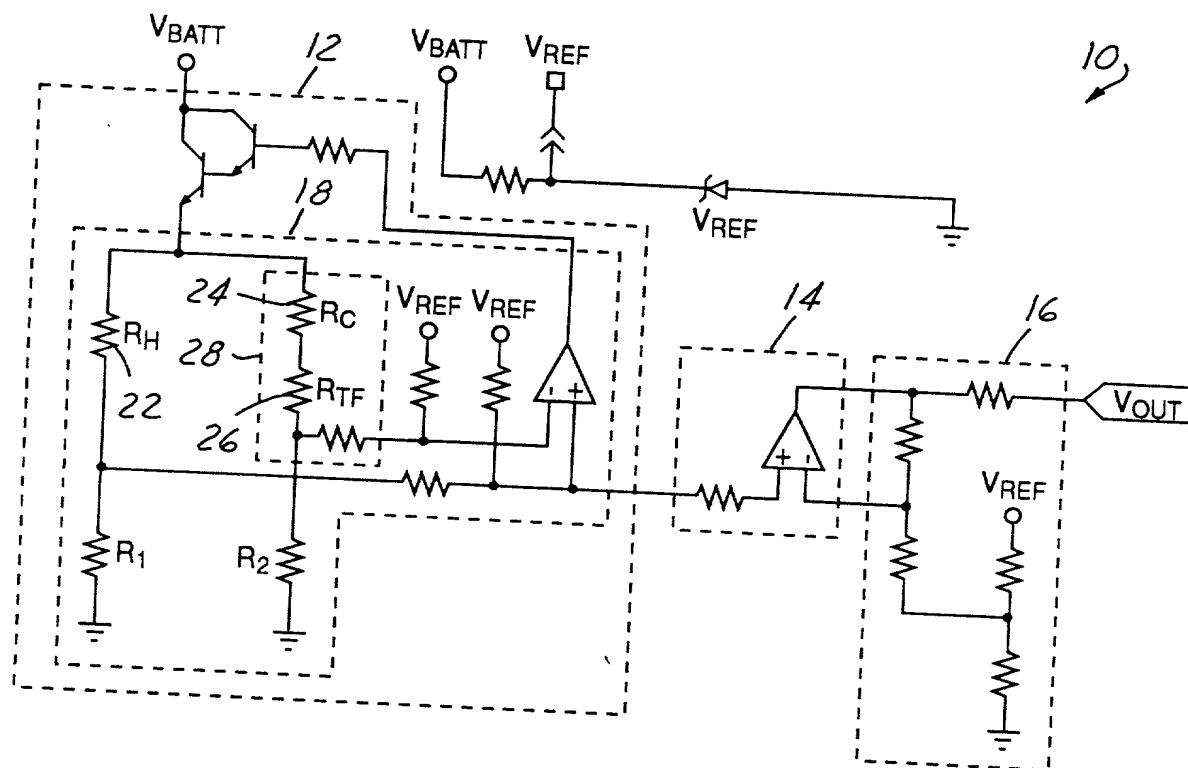 VBATT
12
VBATT
VREF
10
18
VREF
24
RC
VREF
VREF
14
16
RH
28
RTF
22
26
VOUT
VREF
R1
R2